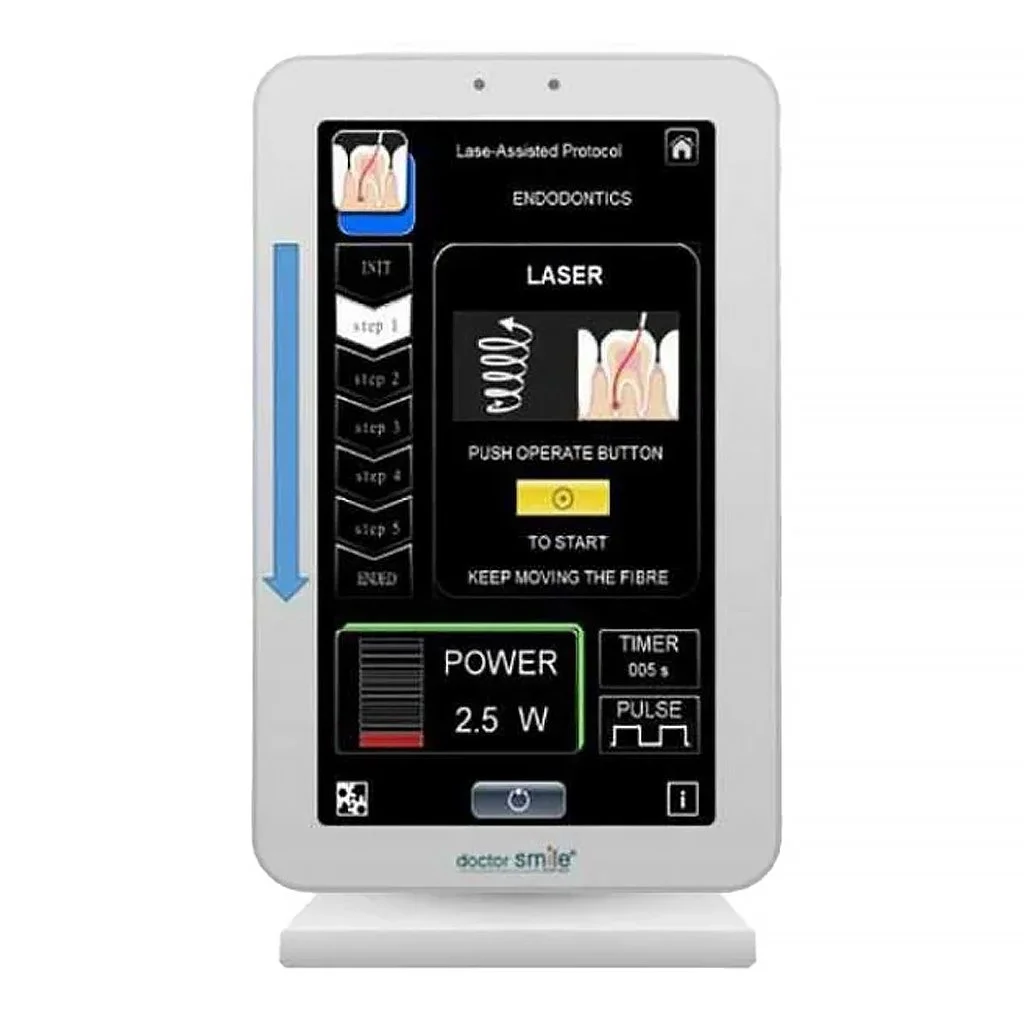 Lase-Assisted Protocol
ENDODONTICS
INIT
step 1
step 2
step 3
step 4
step 5
ENDED
LASER
PUSH OPERATE BUTTON
TO START
KEEP MOVING THE FIBRE
POWER
2.5 W
TIMER
005 s
PULSE
i
doctor smile